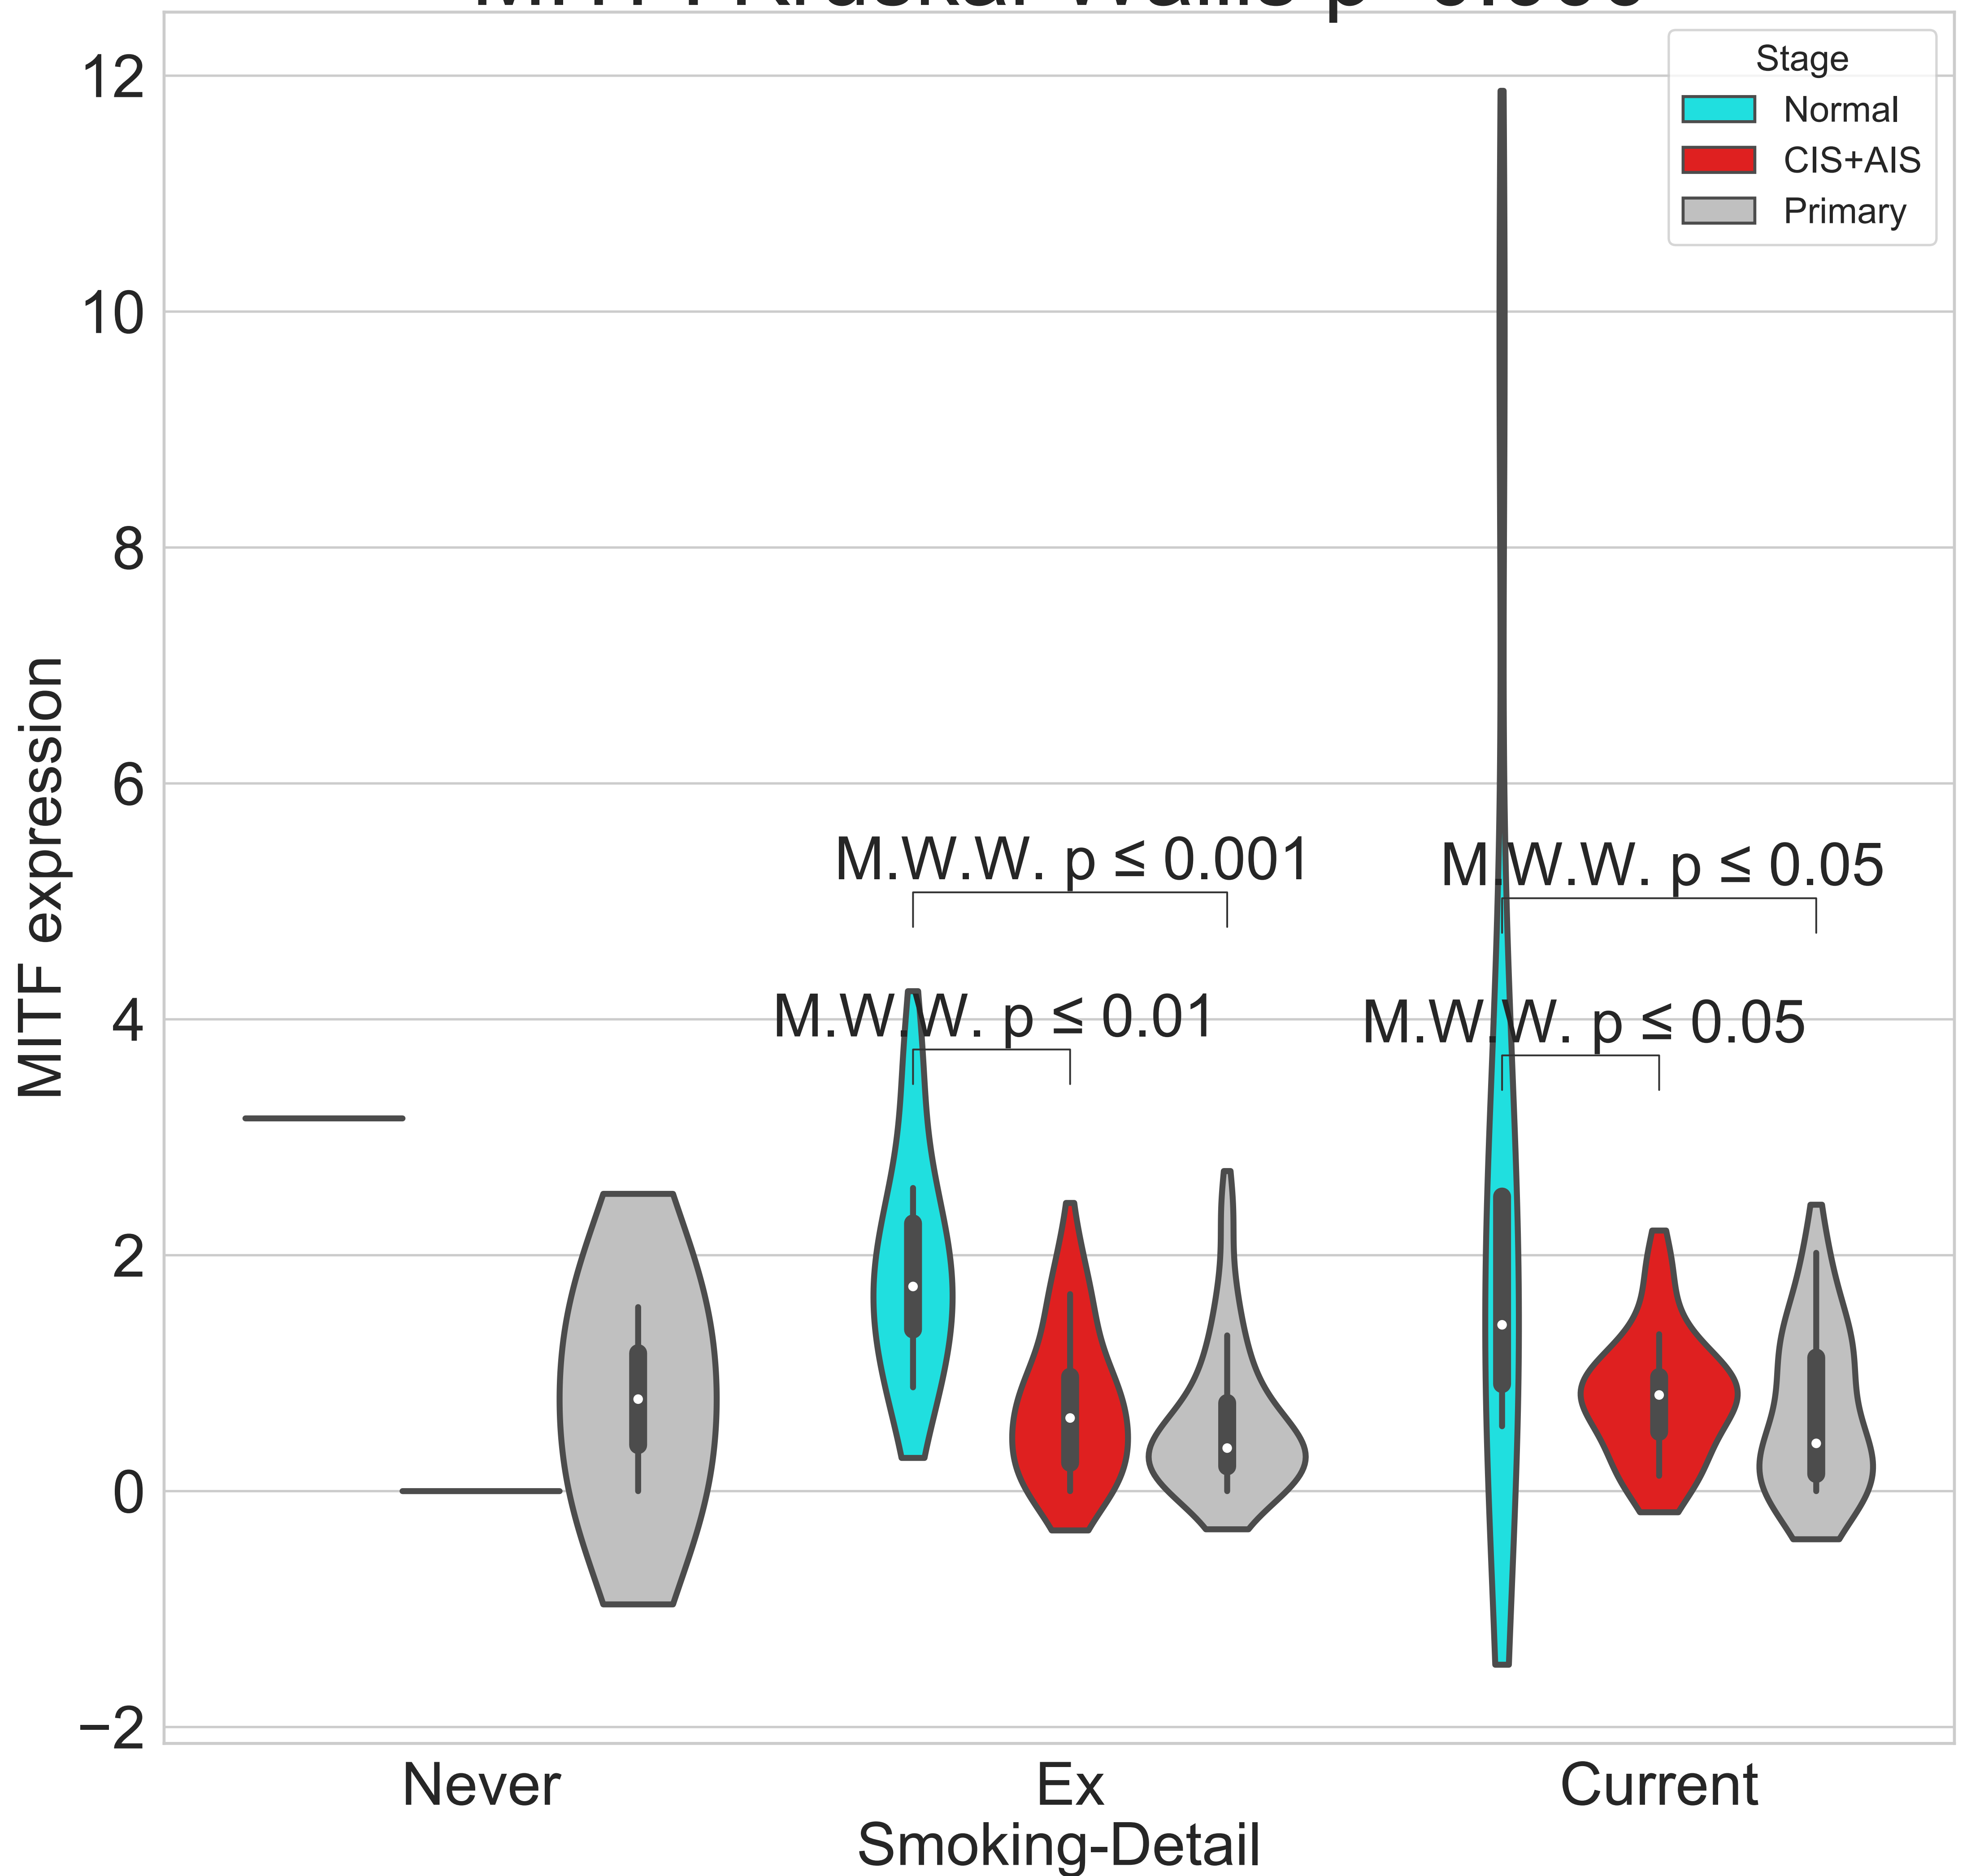 12
10
8
6
4
2
0
−2
MITF expression
Stage
Normal
CIS+AIS
Primary
M.W.W. p ≤ 0.001
M.W.W. p ≤ 0.05
M.W.W. p ≤ 0.01
M.W.W. p ≤ 0.05
Never
Ex
Current
Smoking-Detail